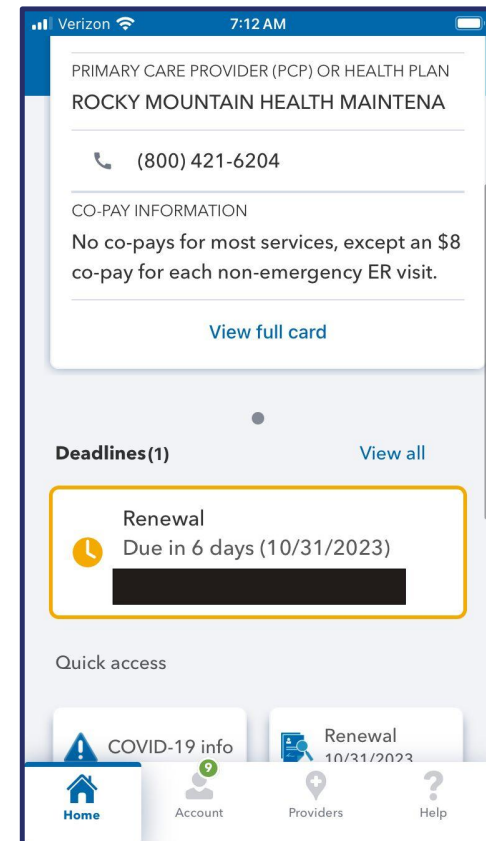 Verizon 7:12 AM
PRIMARY CARE PROVIDER (PCP) OR HEALTH PLAN
ROCKY MOUNTAIN HEALTH MAINTENA
(800) 421-6204
CO-PAY INFORMATION
No co-pays for most services, except an $8
co-pay for each non-emergency ER visit.
View full card
Deadlines(1) View all
Renewal
Due in 6 days (10/31/2023)
Quick access
COVID-19 info
Renewal
10/31/2023
9
Home Account Providers Help